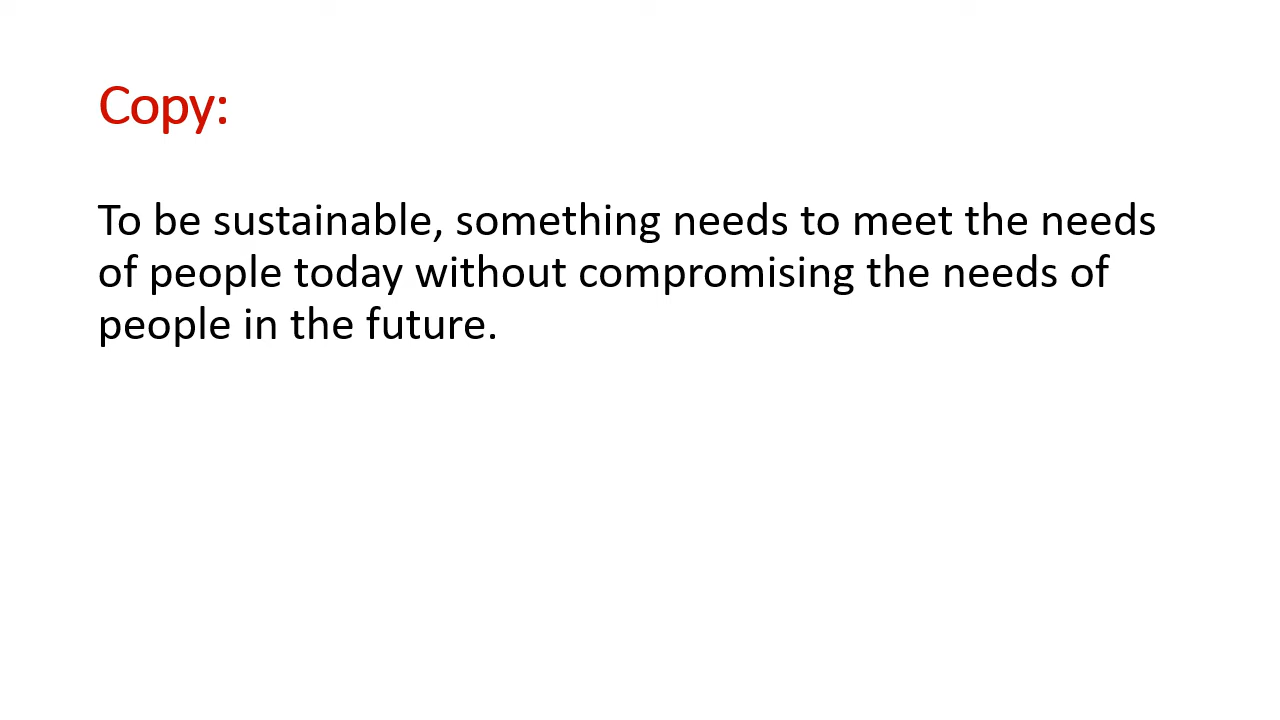 Copy:
To be sustainable, something needs to meet the needs
of people today without compromising the needs of
people in the future.